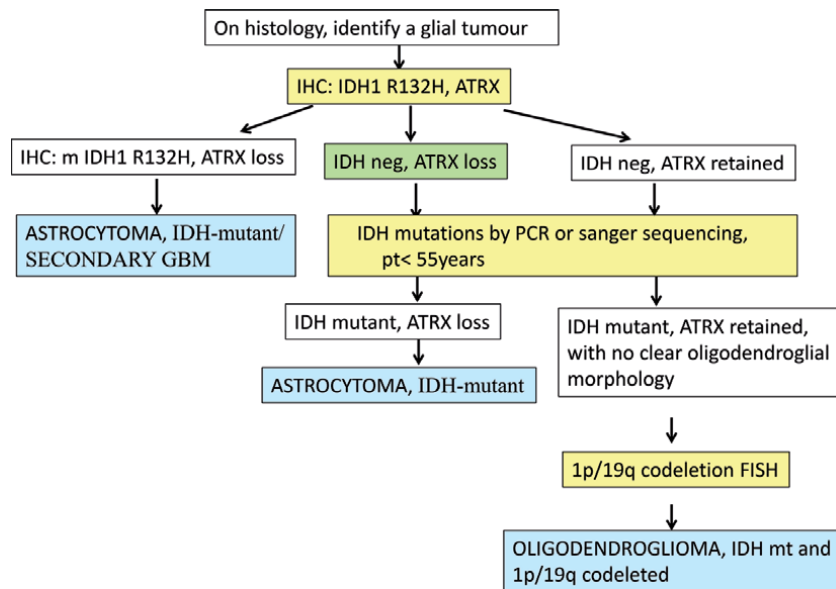 On histology, identify a glial tumour
IHC: IDH1 R132H, ATRX
IHC: m IDH1 R132H, ATRX loss
IDH neg, ATRX loss
IDH neg, ATRX retained
ASTROCYTOMA, IDH-mutant/
SECONDARY GBM
IDH mutations by PCR or sanger sequencing,
pt< 55years
IDH mutant, ATRX loss
IDH mutant, ATRX retained,
with no clear oligodendroglial
morphology
ASTROCYTOMA, IDH-mutant
1p/19q codeletion FISH
OLIGODENDROGLIOMA, IDH mt and
1p/19q codeleted